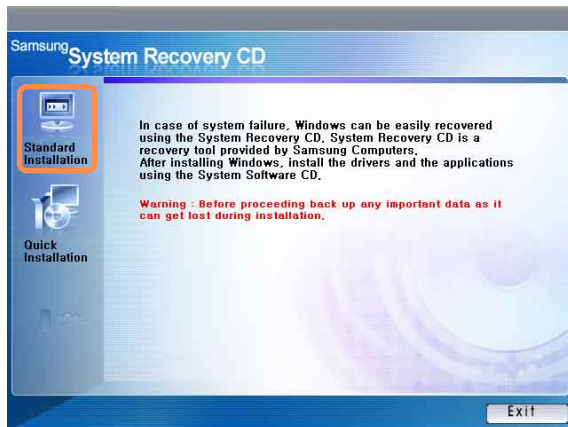 Samsung System Recovery CD
Standard
Installation
Quick
Installation
In case of system failure, Windows can be easily recovered
using the System Recovery CD, System Recovery CD is a
recovery tool provided by Samsung Computers,
After installing Windows, install the drivers and the applications
using the System Software CD,
Warning : Before proceeding back up any important data as it
can get lost during installation,
Exit